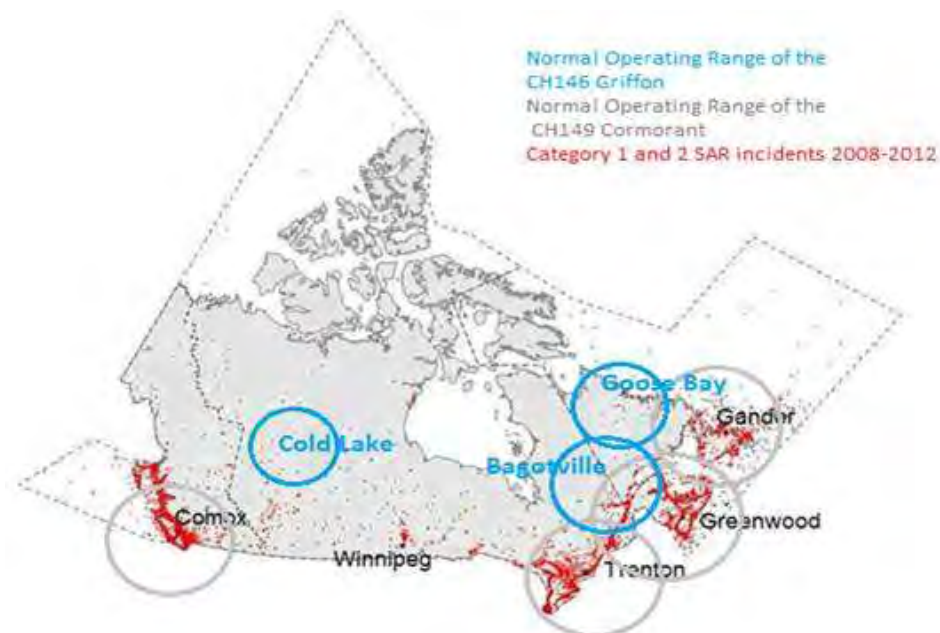 Normal Operating Range of the
CH146 Griffon
Normal Operating Range of the
CH149 Cormorant
Category 1 and 2 SAR incidents 2008-2012
Goose Bay
Gander
Cold Lake
Bagotville
Comox
Greenwood
Winnipeg
Trenton